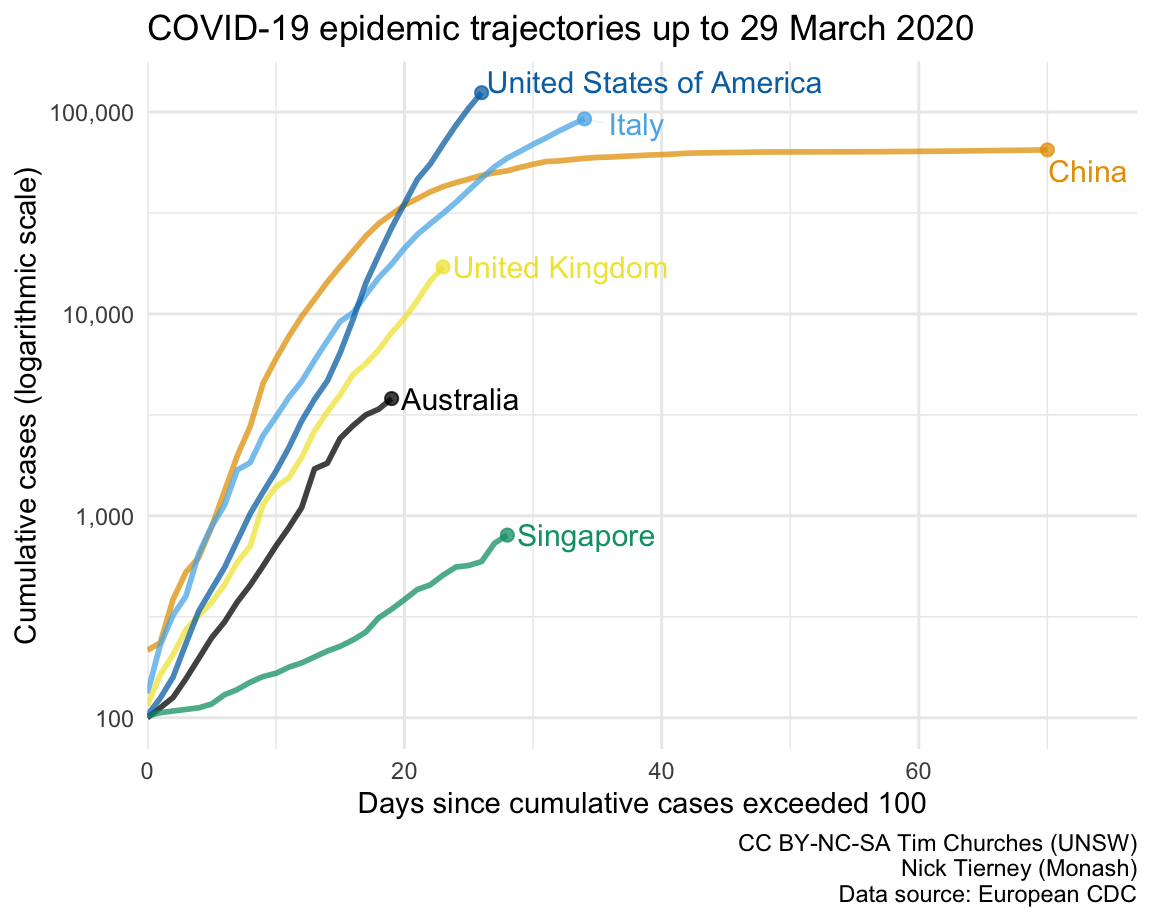 COVID-19 epidemic trajectories up to 29 March 2020
United States of America
100,000
Italy
China
United Kingdom
10,000
Australia
1,000
Singapore
100
Cumulative cases (logarithmic scale)
0 20 40 60
Days since cumulative cases exceeded 100
CC BY-NC-SA Tim Churches (UNSW)
Nick Tierney (Monash)
Data source: European CDC